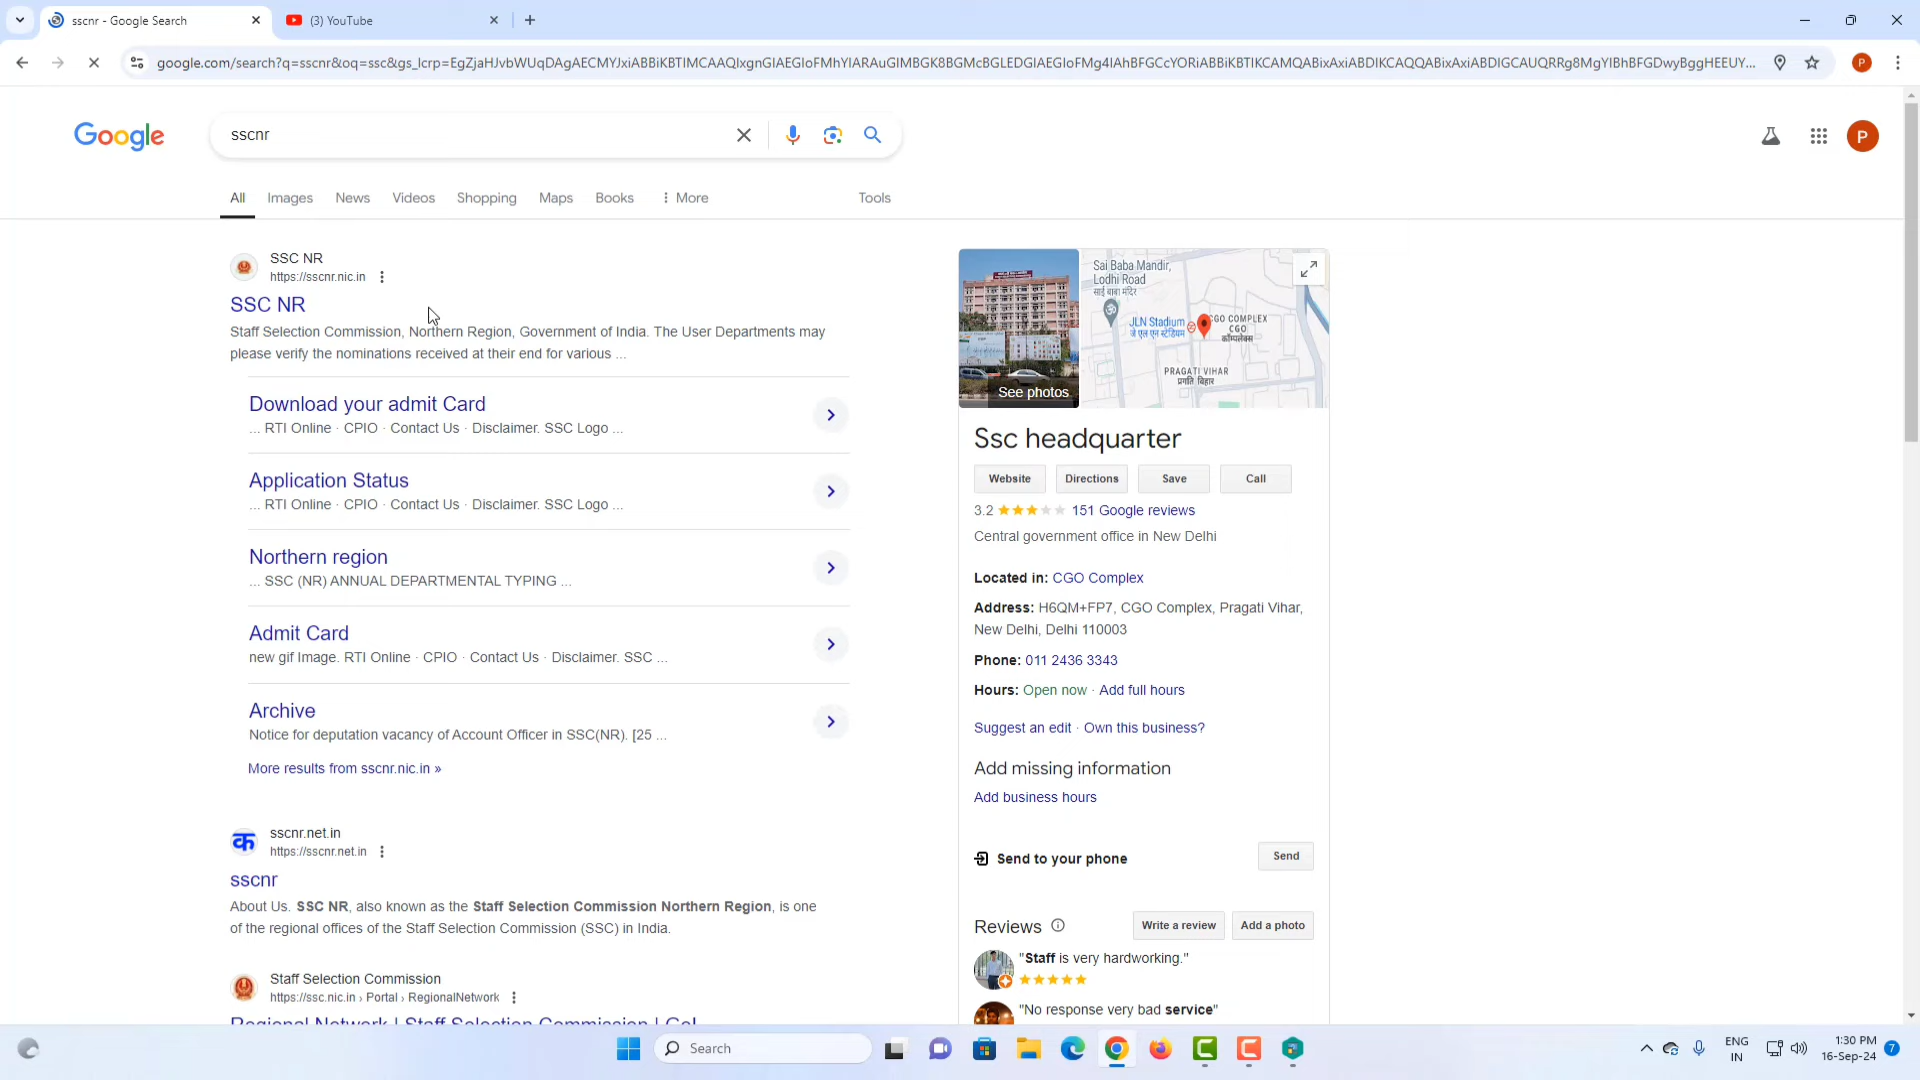 sscnr - Google Search
(3) YouTube
google.com/search?q=sscnr&oq=ssc&gs_lcrp=
P
Google
sscnr
P
All Images News Videos Shopping Maps Books More Tools
SSC NR
https://sscnr.nic.in
SSC NR
Staff Selection Commission, Northern Region, Government of India. The User Departments may
please verify the nominations received at their end for various ...
Download your admit Card
... RTI Online · CPIO · Contact Us · Disclaimer. SSC Logo ...
Application Status
... RTI Online · CPIO · Contact Us · Disclaimer. SSC Logo ...
Northern region
... SSC (NR) ANNUAL DEPARTMENTAL TYPING ...
Admit Card
new gif Image. RTI Online · CPIO · Contact Us · Disclaimer. SSC ...
Archive
Notice for deputation vacancy of Account Officer in SSC(NR). [25 ...
More results from sscnr.nic.in »
sscnr.net.in
https://sscnr.net.in
sscnr
About Us. SSC NR, also known as the Staff Selection Commission Northern Region, is one
of the regional offices of the Staff Selection Commission (SSC) in India.
Staff Selection Commission
https://ssc.nic.in › Portal › RegionalNetwork
Regional Network | Staff Selection Commission | GoI
Sai Baba Mandir,
Lodhi Road
साईं बाबा मंदिर
JLN Stadium
CGO COMPLEX
CGO
कॉम्पलेक्स
PRAGATI VIHAR
प्रगति विहार
See photos
Ssc headquarter
Website Directions Save Call
3.2 151 Google reviews
Central government office in New Delhi
Located in: CGO Complex
Address: H6QM+FP7, CGO Complex, Pragati Vihar,
New Delhi, Delhi 110003
Phone: 011 2436 3343
Hours: Open now · Add full hours
Suggest an edit · Own this business?
Add missing information
Add business hours
Send to your phone Send
Reviews Write a review Add a photo
"Staff is very hardworking."
"No response very bad service"
Search
ENG
IN
1:30 PM
16-Sep-24
7